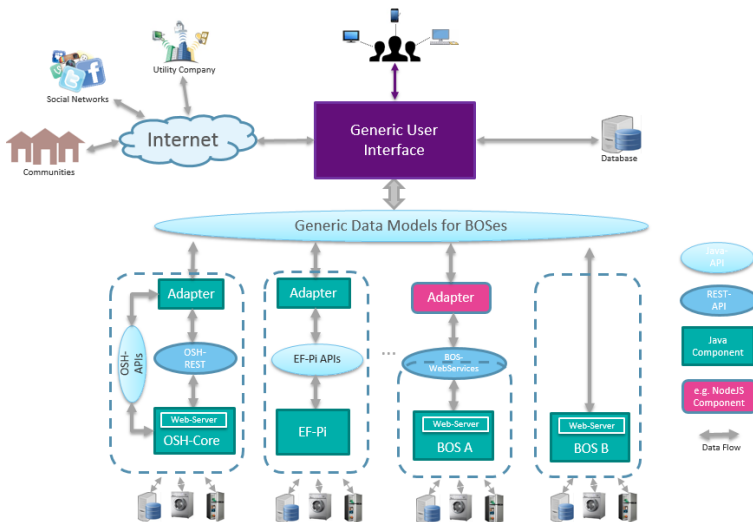 Utility Company
Social Networks
Internet
Communities
Generic User
Interface
Database
Generic Data Models for BOSes
Adapter
Adapter
Adapter
OSH-
APIs
OSH-
REST
EF-Pi APIs
...
BOS-
WebServices
Web-Server
OSH-Core
EF-Pi
Web-Server
BOS A
Web-Server
BOS B
Java-
API
REST-
API
Java
Component
e.g. NodeJS
Component
Data Flow